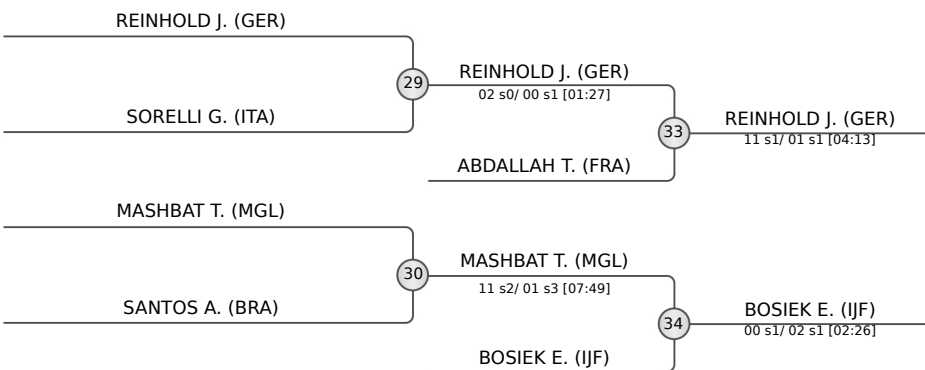 REINHOLD J. (GER)
29
REINHOLD J. (GER)
02 s0/ 00 s1 [01:27]
SORELLI G. (ITA)
33
REINHOLD J. (GER)
11 s1/ 01 s1 [04:13]
ABDALLAH T. (FRA)
MASHBAT T. (MGL)
30
MASHBAT T. (MGL)
11 s2/ 01 s3 [07:49]
SANTOS A. (BRA)
34
BOSIEK E. (IJF)
00 s1/ 02 s1 [02:26]
BOSIEK E. (IJF)